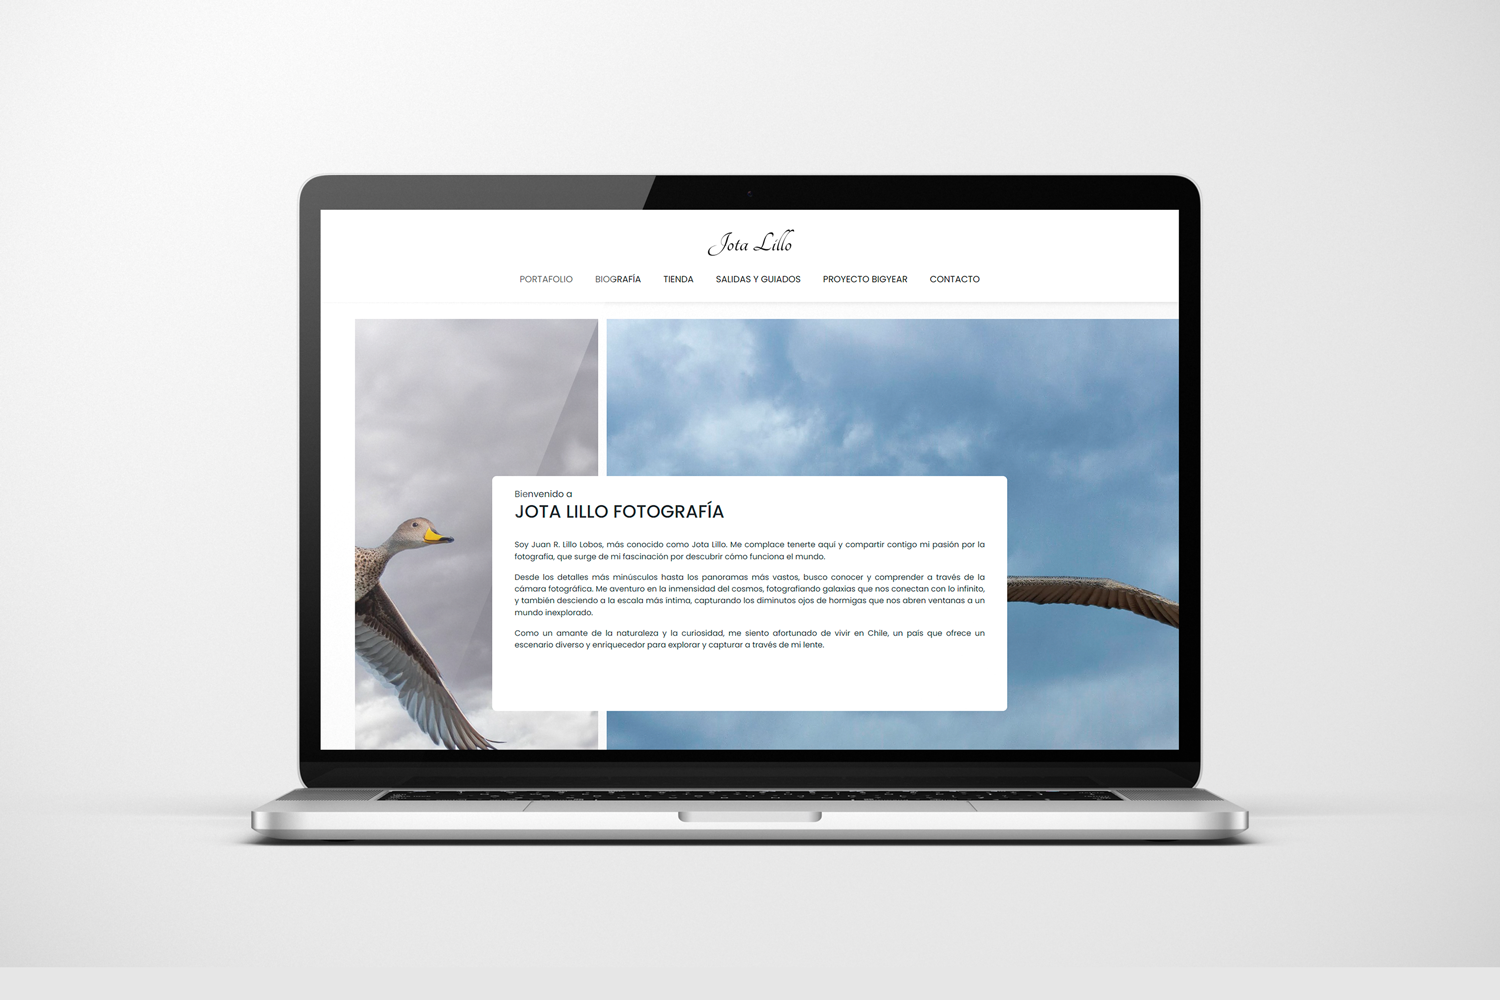 Jota Lillo
PORTAFOLIO BIOGRAFÍA TIENDA SALIDAS Y GUIADOS PROYECTO BIGYEAR CONTACTO
Bienvenido a
JOTA LILLO FOTOGRAFÍA
Soy Juan R. Lillo Lobos, más conocido como Jota Lillo. Me complace tenerte aquí y compartir contigo mi pasión por la
fotografía, que surge de mi fascinación por descubrir cómo funciona el mundo.
Desde los detalles más minúsculos hasta los panoramas más vastos, busco conocer y comprender a través de la
cámara fotográfica. Me aventuro en la inmensidad del cosmos, fotografiando galaxias que nos conectan con lo infinito,
y también desciendo a la escala más íntima, capturando los diminutos ojos de hormigas que nos abren ventanas a un
mundo inexplorado.
Como un amante de la naturaleza y la curiosidad, me siento afortunado de vivir en Chile, un país que ofrece un
escenario diverso y enriquecedor para explorar y capturar a través de mi lente.